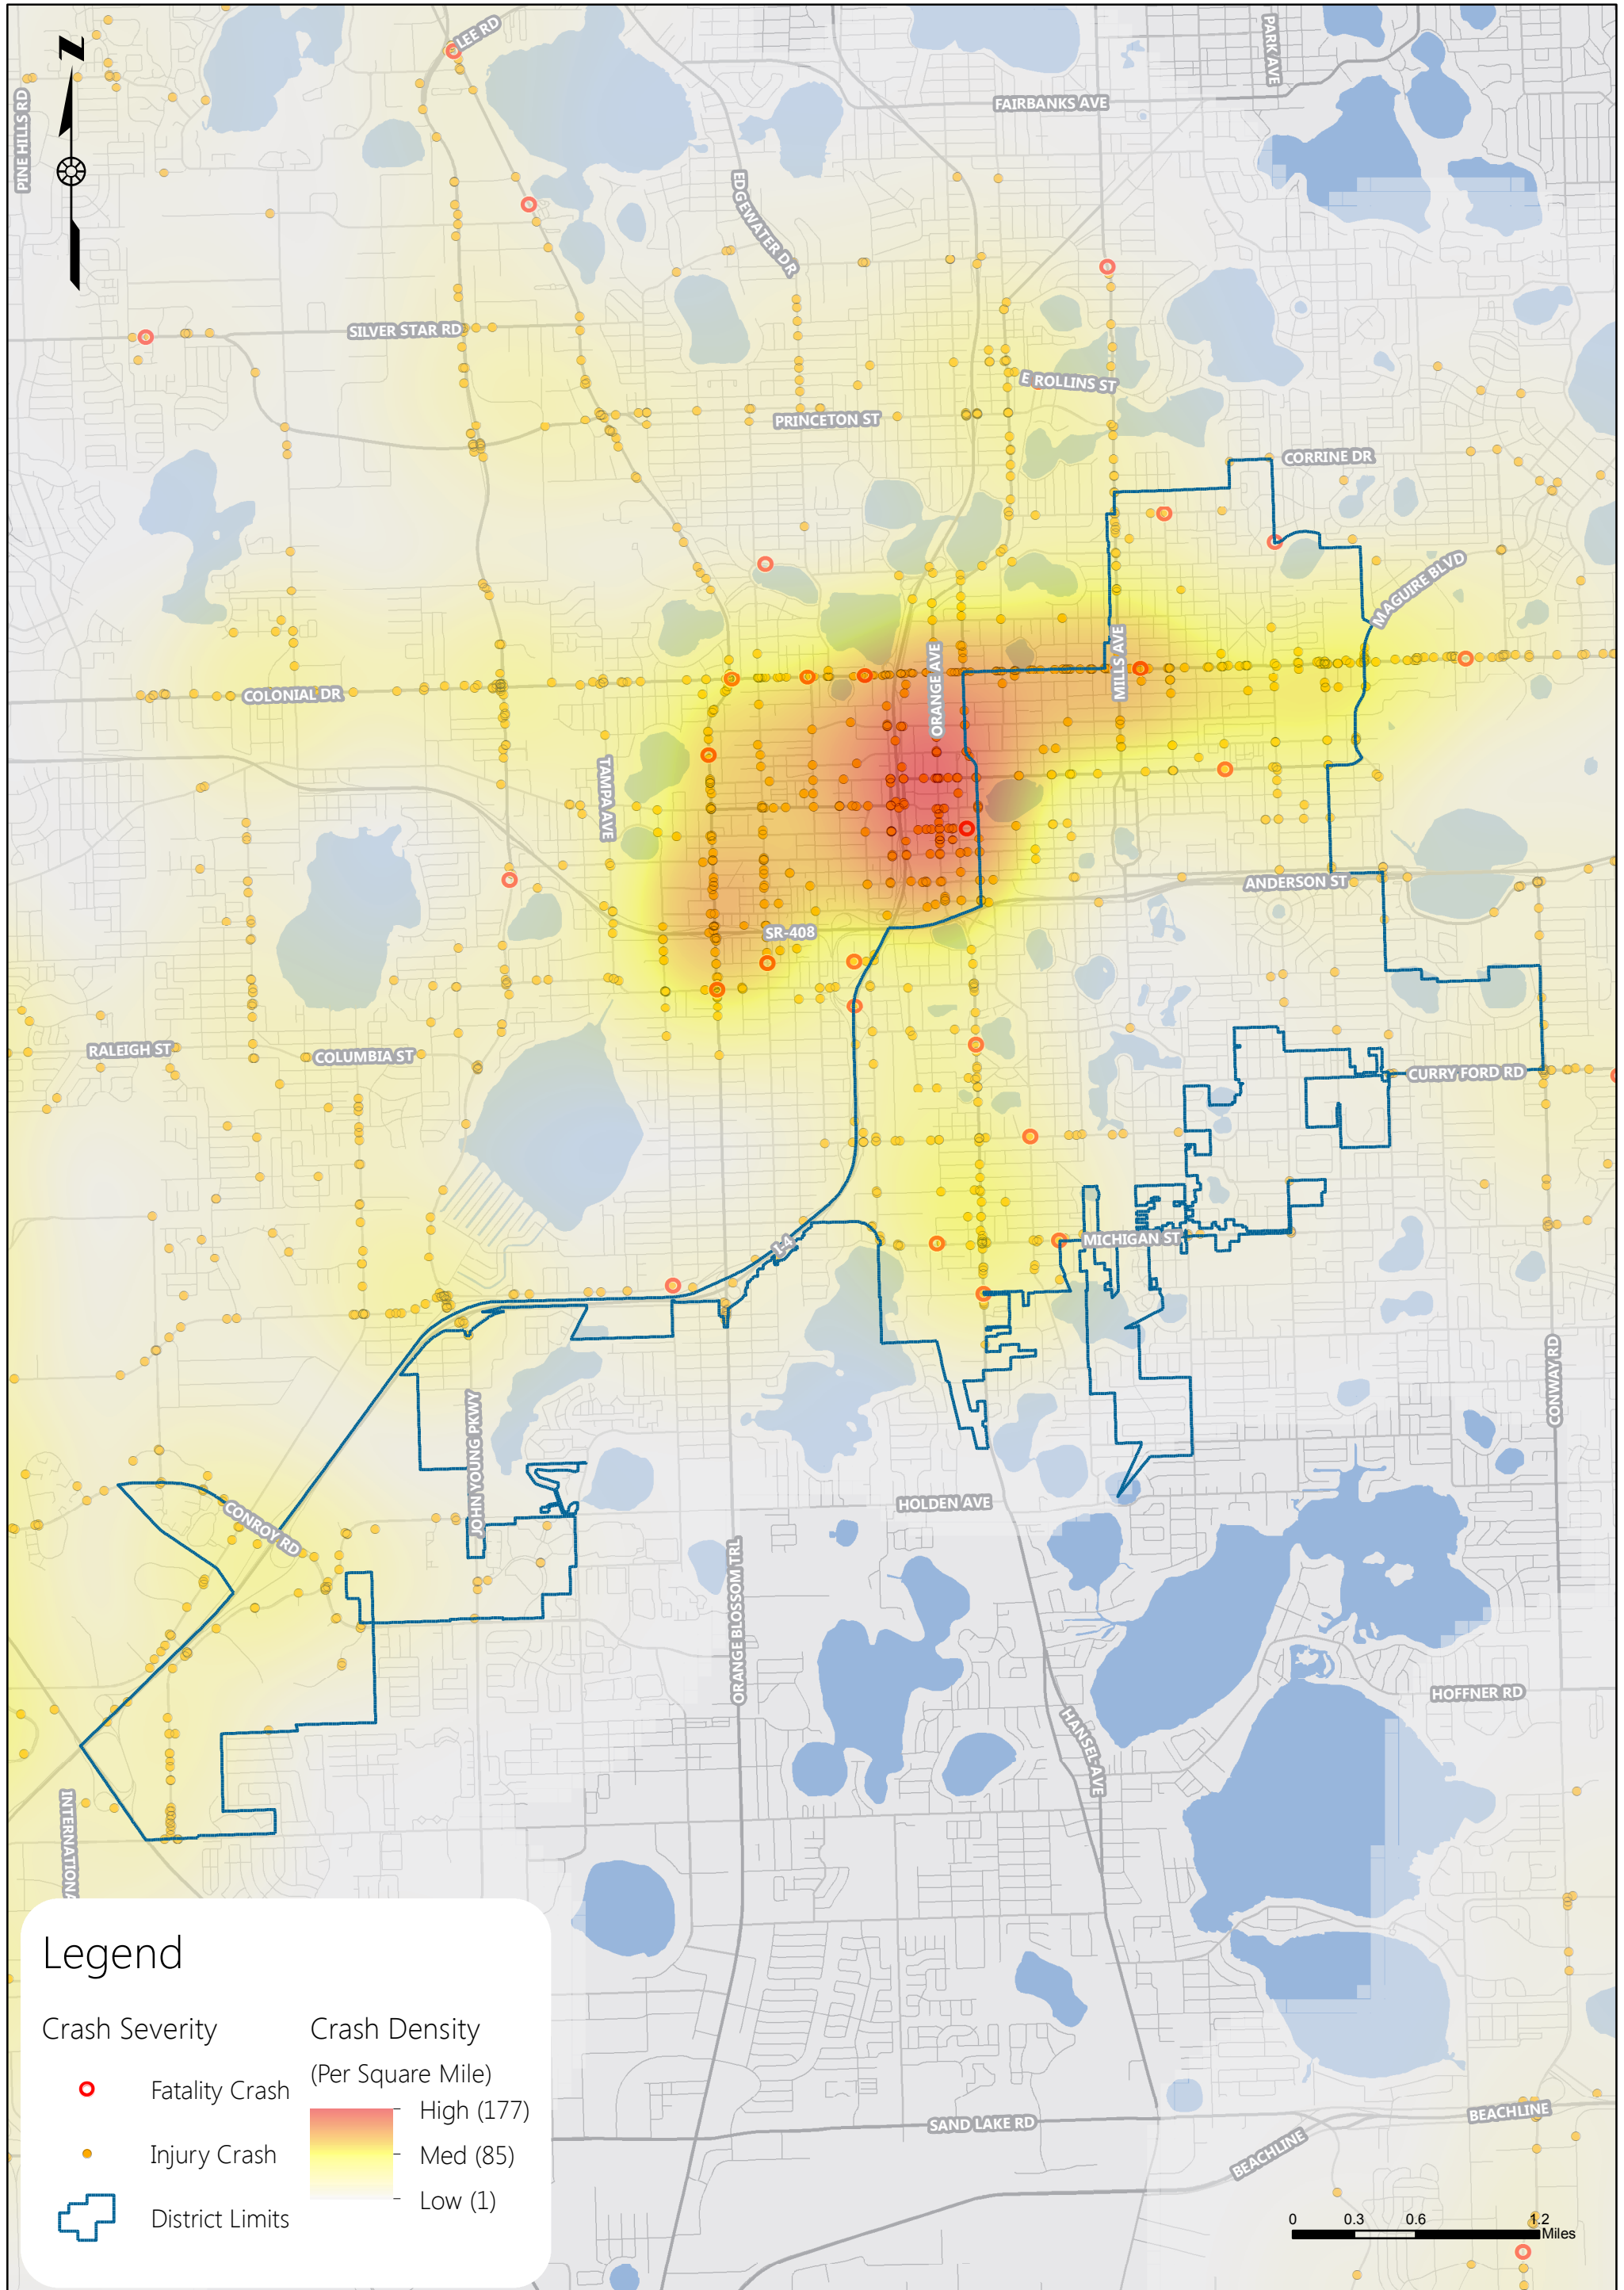 N
LEE RD
PARK AVE
PINE HILLS RD
FAIRBANKS AVE
EDGEWATER DR
SILVER STAR RD
E ROLLINS ST
PRINCETON ST
CORRINE DR
MAGUIRE BLVD
MILLS AVE
ORANGE AVE
COLONIAL DR
TAMPA AVE
ANDERSON ST
SR-408
RALEIGH ST
COLUMBIA ST
CURRY FORD RD
MICHIGAN ST
I-4
CONWAY RD
JOHN YOUNG PKWY
HOLDEN AVE
CONROY RD
ORANGE BLOSSOM TRL
HOFFNER RD
HANSEL AVE
INTERNATIONA
Legend
Crash Severity
Fatality Crash
Injury Crash
District Limits
Crash Density
(Per Square Mile)
High (177)
Med (85)
Low (1)
SAND LAKE RD
BEACHLINE
BEACHLINE
0 0.3 0.6 1.2
Miles